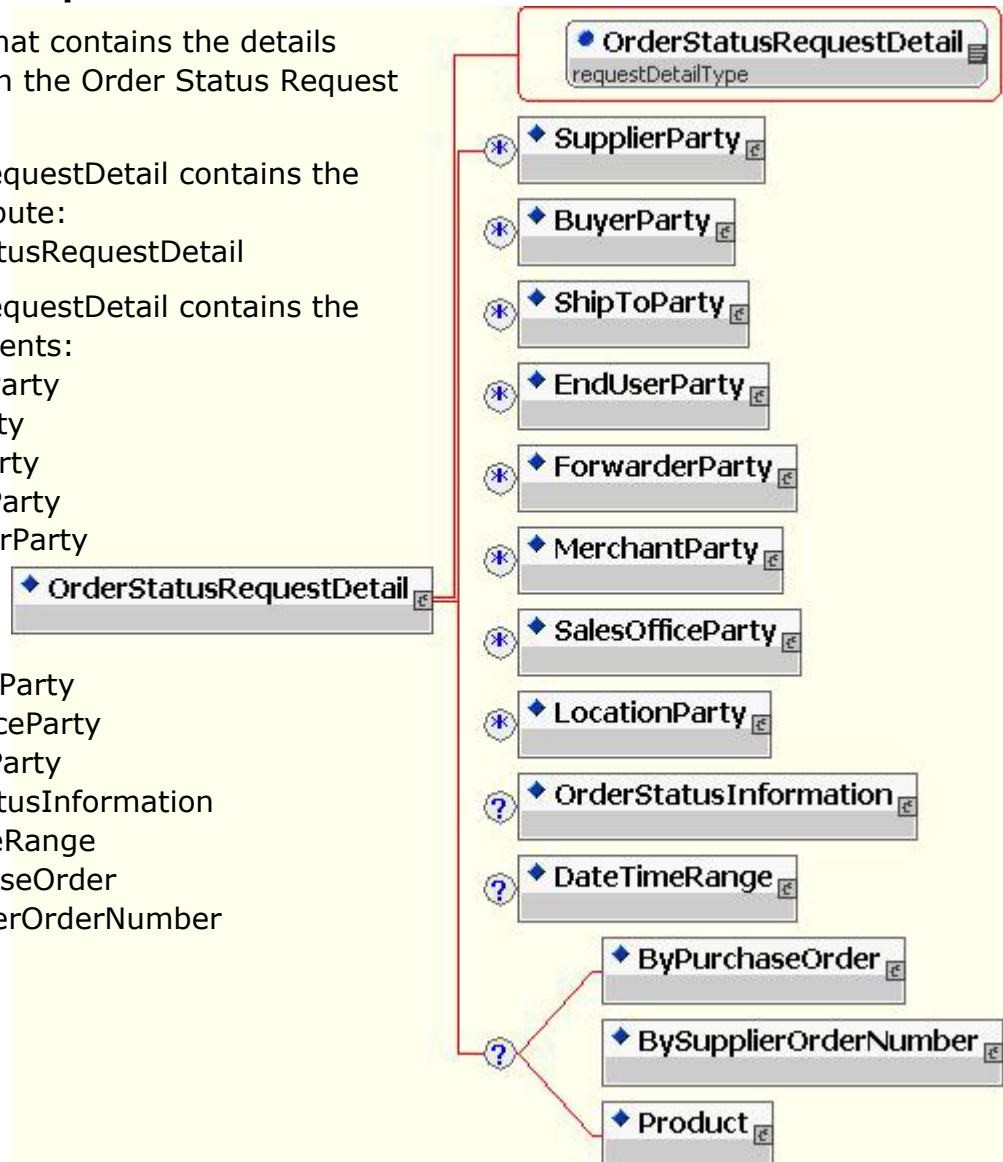 hat contains the details
n the Order Status Request
equestDetail contains the
bute:
tusRequestDetail
equestDetail contains the
ents:
Party
ty
rty
Party
rParty
Party
ceParty
Party
tusInformation
eRange
seOrder
erOrderNumber
OrderStatusRequestDetail
OrderStatusRequestDetail
requestDetailType
* SupplierParty
* BuyerParty
* ShipToParty
* EndUserParty
* ForwarderParty
* MerchantParty
* SalesOfficeParty
* LocationParty
? OrderStatusInformation
? DateTimeRange
?
ByPurchaseOrder
BySupplierOrderNumber
Product